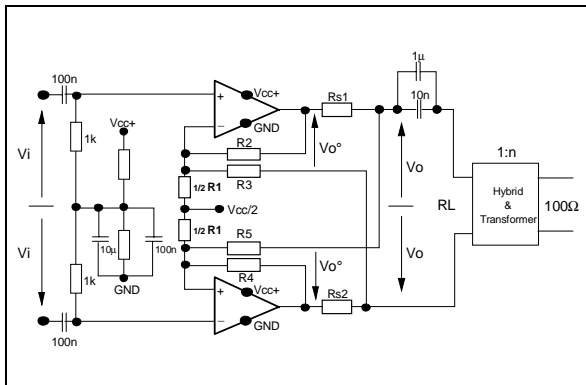 1µ
100n
Vcc+
+
Rs1
10n
_
Vcc+
GND
1k
R2
Vo°
Vo
1:n
Vi
R3
1/2 R1
Hybrid
&
Transformer
100Ω
Vcc/2
RL
Vi
10µ
1/2 R1
100n
R5
Vo°
Vo
1k
GND
R4
Vcc+
+
Rs2
_
GND
100n